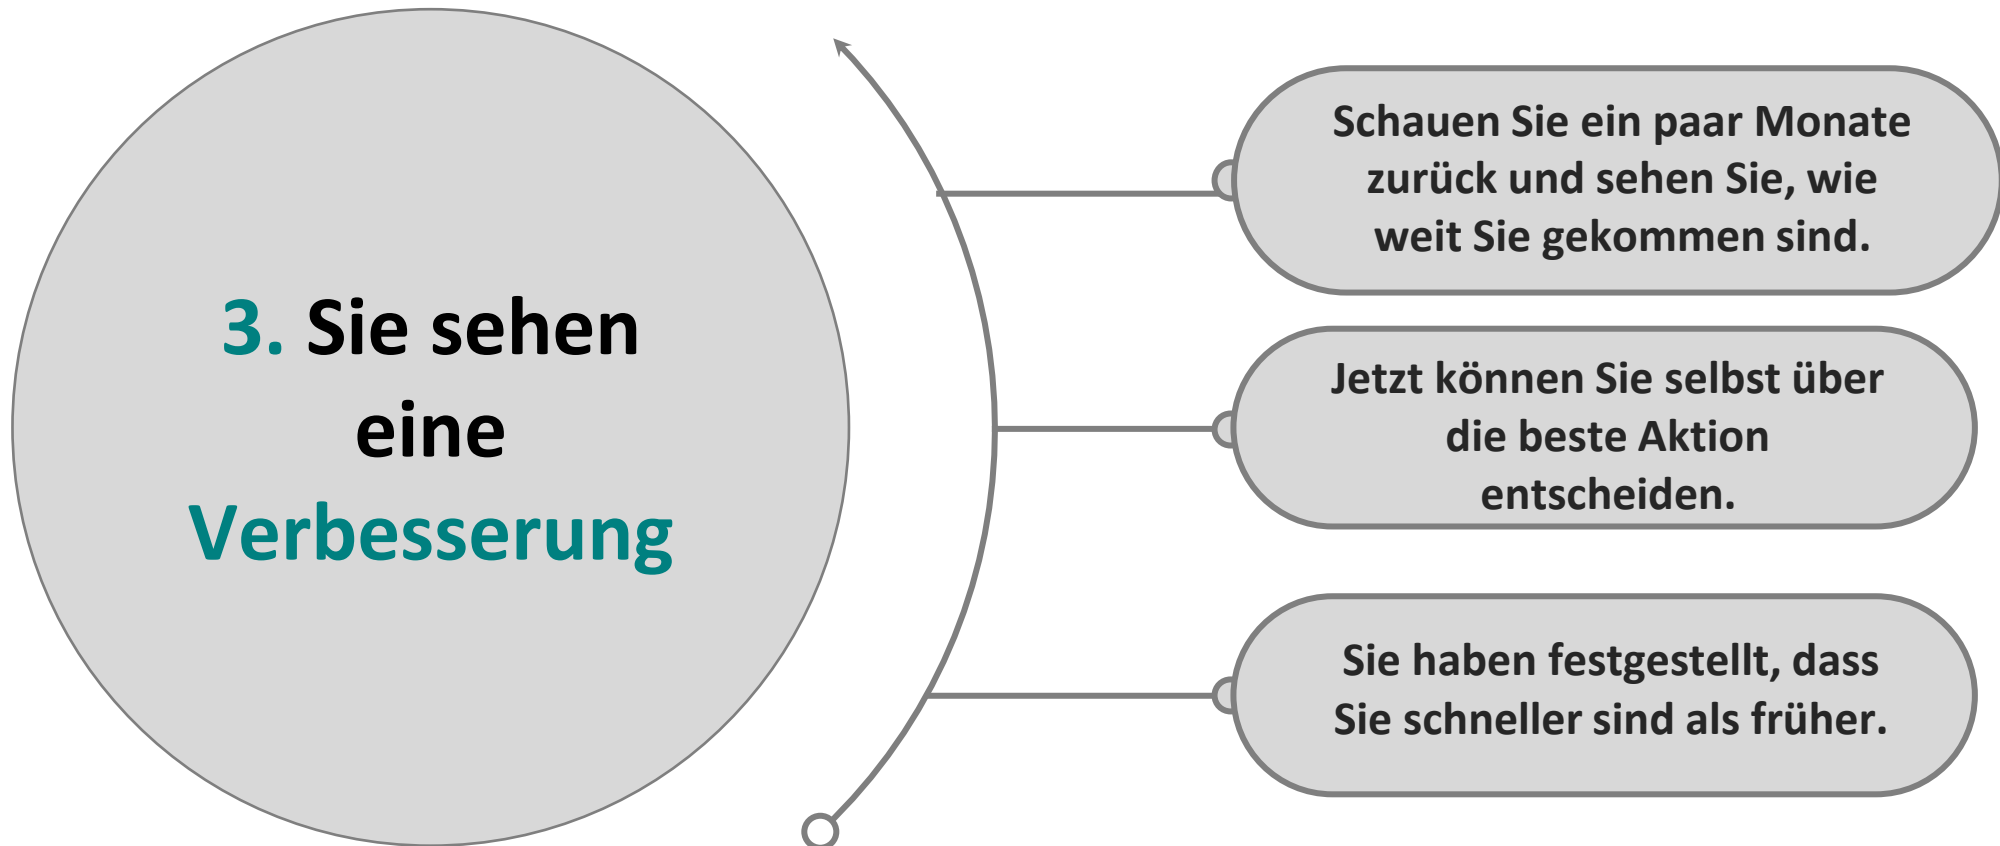 3. Sie sehen
eine
Verbesserung
Schauen Sie ein paar Monate
zurück und sehen Sie, wie
weit Sie gekommen sind.
Jetzt können Sie selbst über
die beste Aktion
entscheiden.
Sie haben festgestellt, dass
Sie schneller sind als früher.